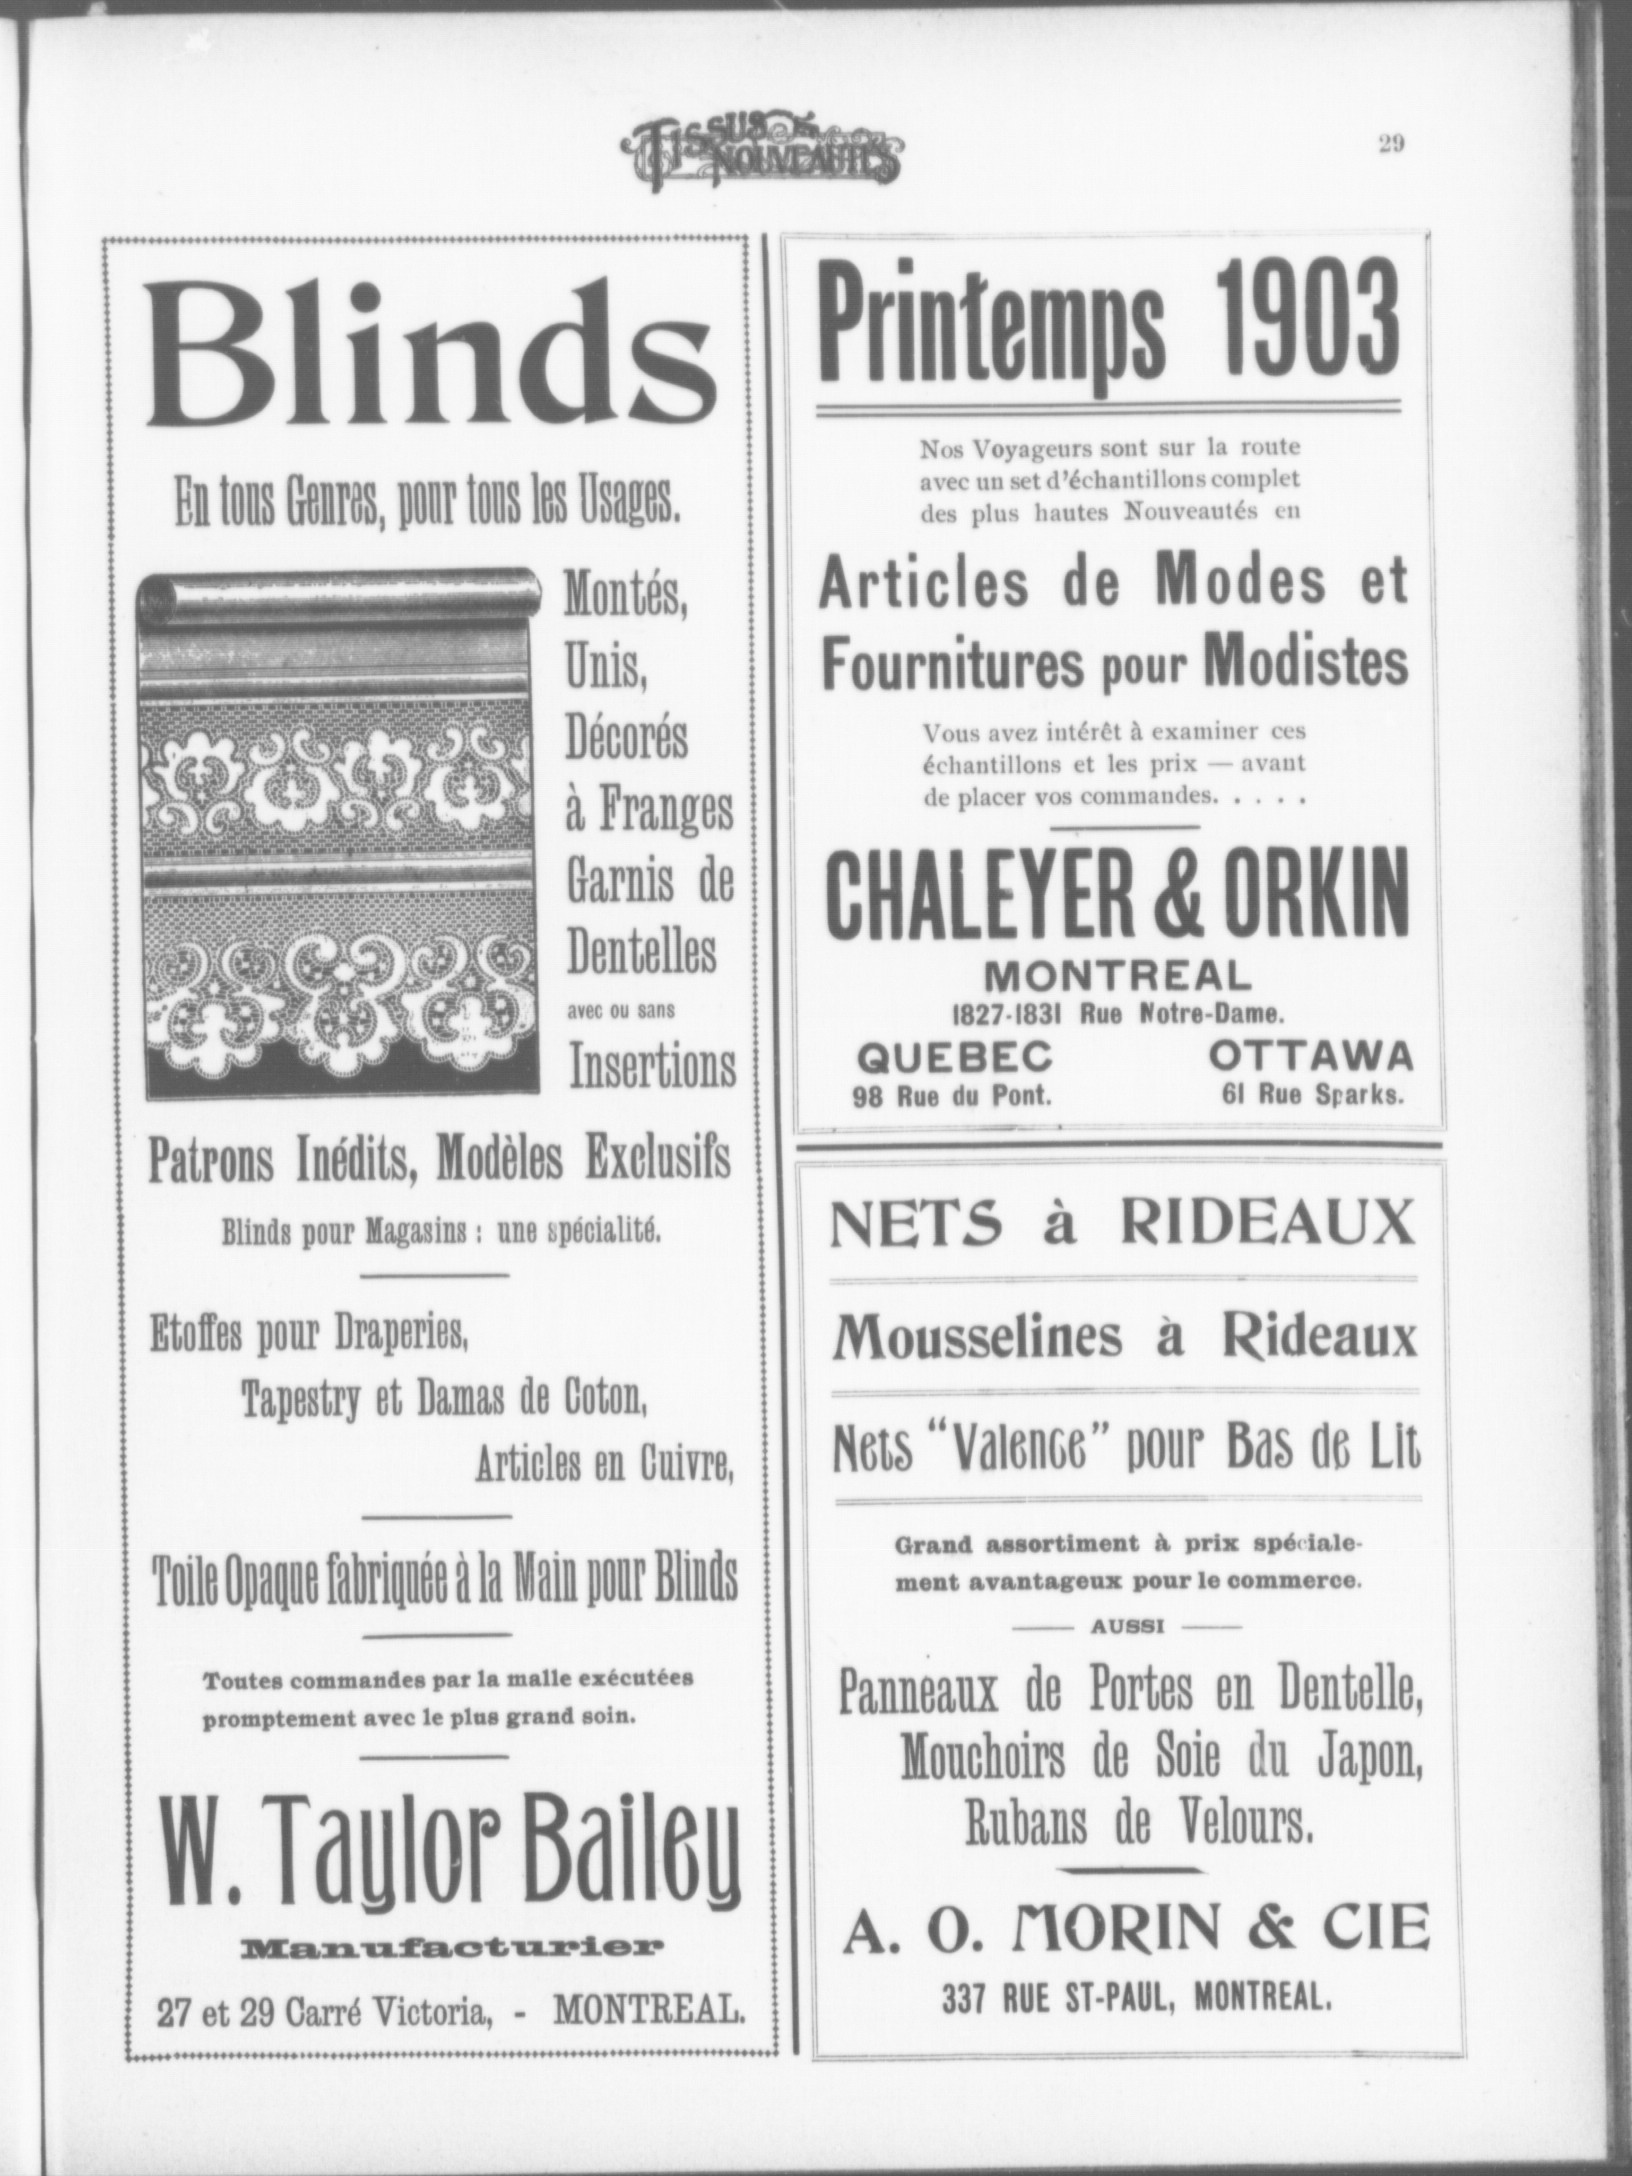 TISSUS & NOUVEAUTÉS
29
Blinds
En tous Genres, pour tous les Usages.
Montés,
Unis,
Décorés
à Franges
Garnis de
Dentelles
avec ou sans
Insertions
Patrons Inédits, Modèles Exclusifs
Blinds pour Magasins : une spécialité.
Etoffes pour Draperies,
Tapestry et Damas de Coton,
Articles en Cuivre,
Toile Opaque fabriquée à la Main pour Blinds
Toutes commandes par la malle exécutées
promptement avec le plus grand soin.
W. Taylor Bailey
Manufacturier
27 et 29 Carré Victoria, - MONTREAL.
Printemps 1903
Nos Voyageurs sont sur la route
avec un set d'échantillons complet
des plus hautes Nouveautés en
Articles de Modes et
Fournitures pour Modistes
Vous avez intérêt à examiner ces
échantillons et les prix — avant
de placer vos commandes. . . . .
CHALEYER & ORKIN
MONTREAL
1827-1831 Rue Notre-Dame.
QUEBEC OTTAWA
98 Rue du Pont. 61 Rue Sparks.
NETS à RIDEAUX
Mousselines à Rideaux
Nets "Valence" pour Bas de Lit
Grand assortiment à prix spéciale-
ment avantageux pour le commerce.
AUSSI
Panneaux de Portes en Dentelle,
Mouchoirs de Soie du Japon,
Rubans de Velours.
A. O. MORIN & CIE
337 RUE ST-PAUL, MONTREAL.